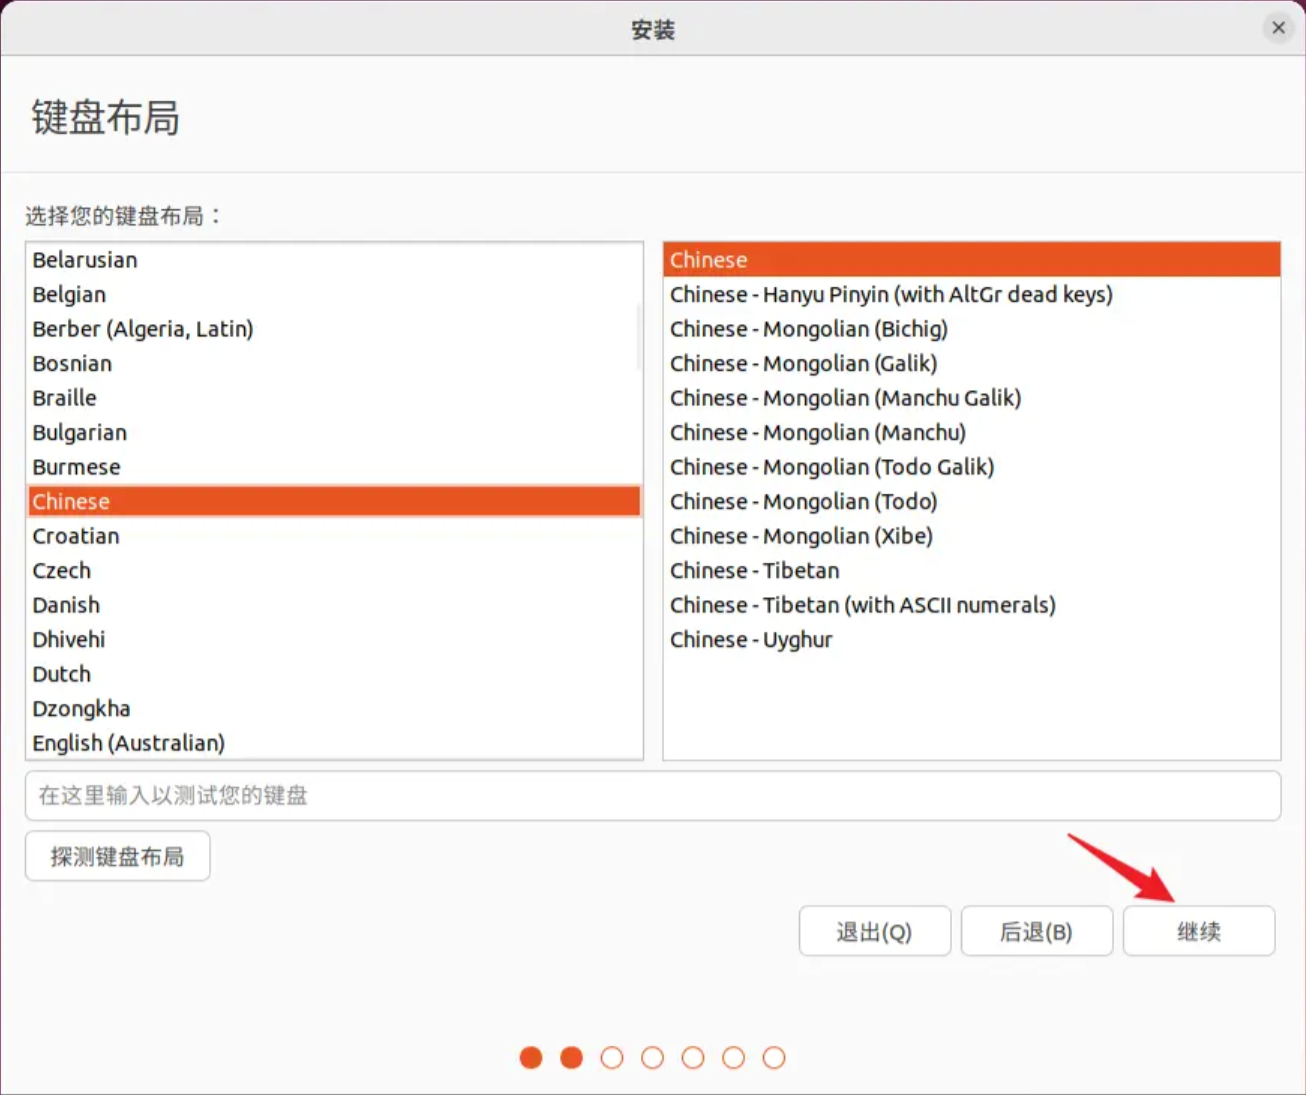 安装
键盘布局
选择您的键盘布局：
Belarusian
Belgian
Berber (Algeria, Latin)
Bosnian
Braille
Bulgarian
Burmese
Chinese
Croatian
Czech
Danish
Dhivehi
Dutch
Dzongkha
English (Australian)
Chinese
Chinese - Hanyu Pinyin (with AltGr dead keys)
Chinese - Mongolian (Bichig)
Chinese - Mongolian (Galik)
Chinese - Mongolian (Manchu Galik)
Chinese - Mongolian (Manchu)
Chinese - Mongolian (Todo Galik)
Chinese - Mongolian (Todo)
Chinese - Mongolian (Xibe)
Chinese - Tibetan
Chinese - Tibetan (with ASCII numerals)
Chinese - Uyghur
在这里输入以测试您的键盘
探测键盘布局
退出(Q)
后退(B)
继续